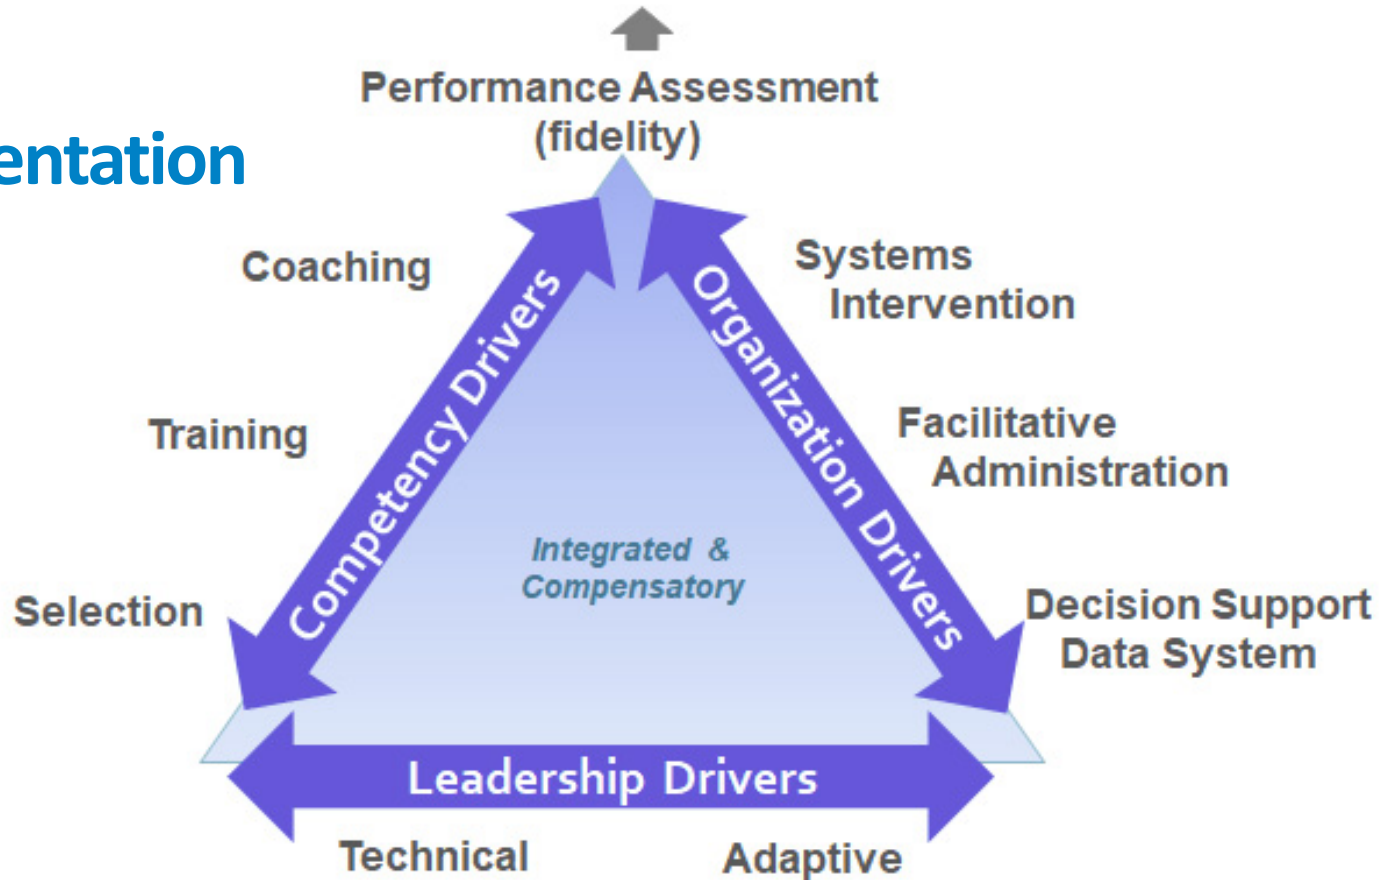 Performance Assessment
(fidelity)
entation
Coaching
Systems
Intervention
Training
Facilitative
Administration
Competency Drivers
Organization Drivers
Integrated &
Compensatory
Selection
Decision Support
Data System
Leadership Drivers
Technical
Adaptive